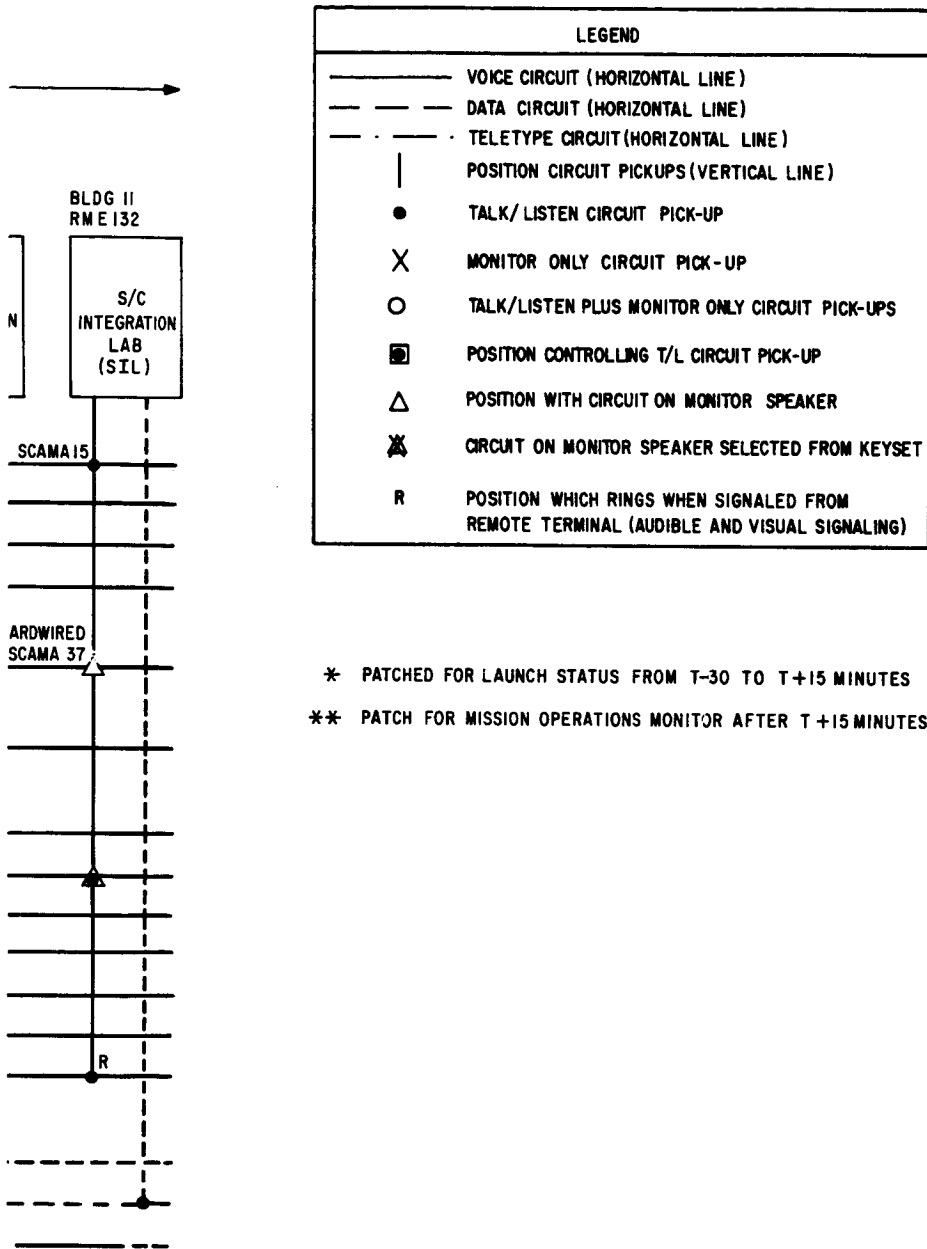 BLDG 11
RM E132
N
S/C
INTEGRATION
LAB
(SIL)
SCAMA 15
ARDWIRED
SCAMA 37
R
LEGEND
VOICE CIRCUIT (HORIZONTAL LINE)
DATA CIRCUIT (HORIZONTAL LINE)
TELETYPE CIRCUIT (HORIZONTAL LINE)
POSITION CIRCUIT PICKUPS (VERTICAL LINE)
TALK/LISTEN CIRCUIT PICK-UP
MONITOR ONLY CIRCUIT PICK-UP
TALK/LISTEN PLUS MONITOR ONLY CIRCUIT PICK-UPS
POSITION CONTROLLING T/L CIRCUIT PICK-UP
POSITION WITH CIRCUIT ON MONITOR SPEAKER
CIRCUIT ON MONITOR SPEAKER SELECTED FROM KEYSET
R POSITION WHICH RINGS WHEN SIGNALED FROM
REMOTE TERMINAL (AUDIBLE AND VISUAL SIGNALING)
* PATCHED FOR LAUNCH STATUS FROM T-30 TO T+15 MINUTES
** PATCH FOR MISSION OPERATIONS MONITOR AFTER T+15 MINUTES